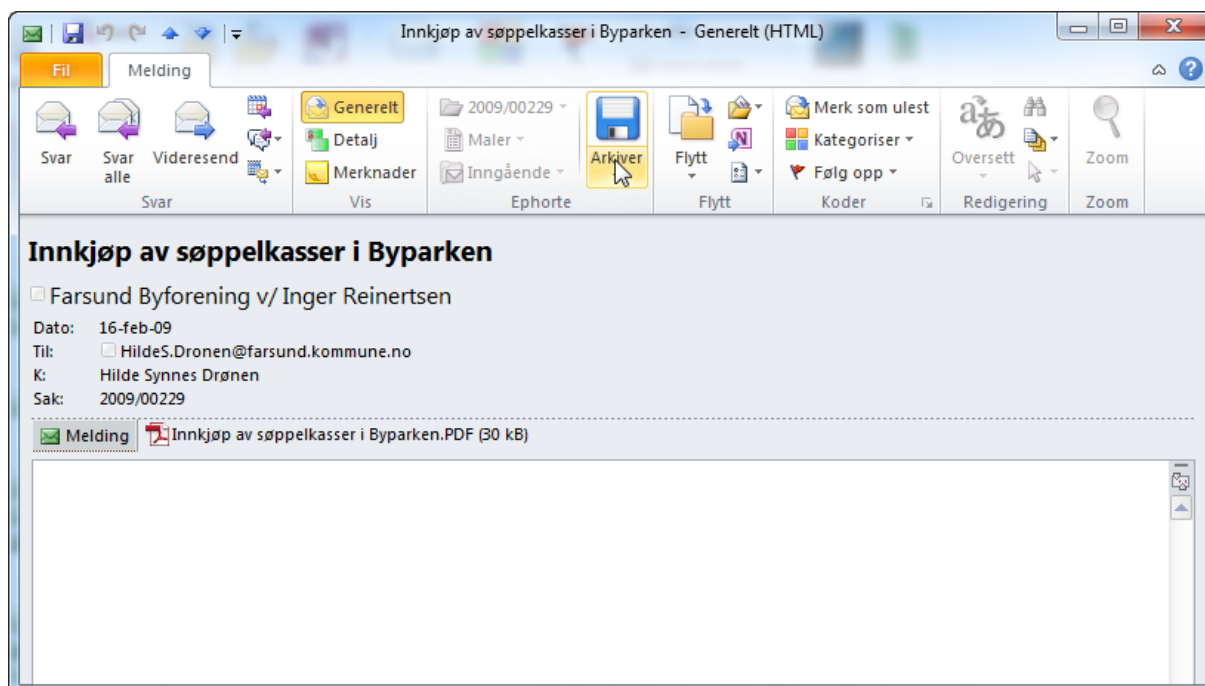 Innkjøp av søppelkasser i Byparken - Generelt (HTML)
Fil Melding
Svar
Svar alle
Videresend
Svar
Generelt
Detalj
Merknader
Vis
2009/00229
Maler
Inngående
Arkiver
Ephorte
Flytt
Flytt
Merk som ulest
Kategoriser
Følg opp
Koder
Oversett
Redigering
Zoom
Zoom
Innkjøp av søppelkasser i Byparken
Farsund Byforening v/ Inger Reinertsen
Dato: 16-feb-09
Til: HildeS.Dronen@farsund.kommune.no
K: Hilde Synnes Drønen
Sak: 2009/00229
Melding Innkjøp av søppelkasser i Byparken.PDF (30 kB)